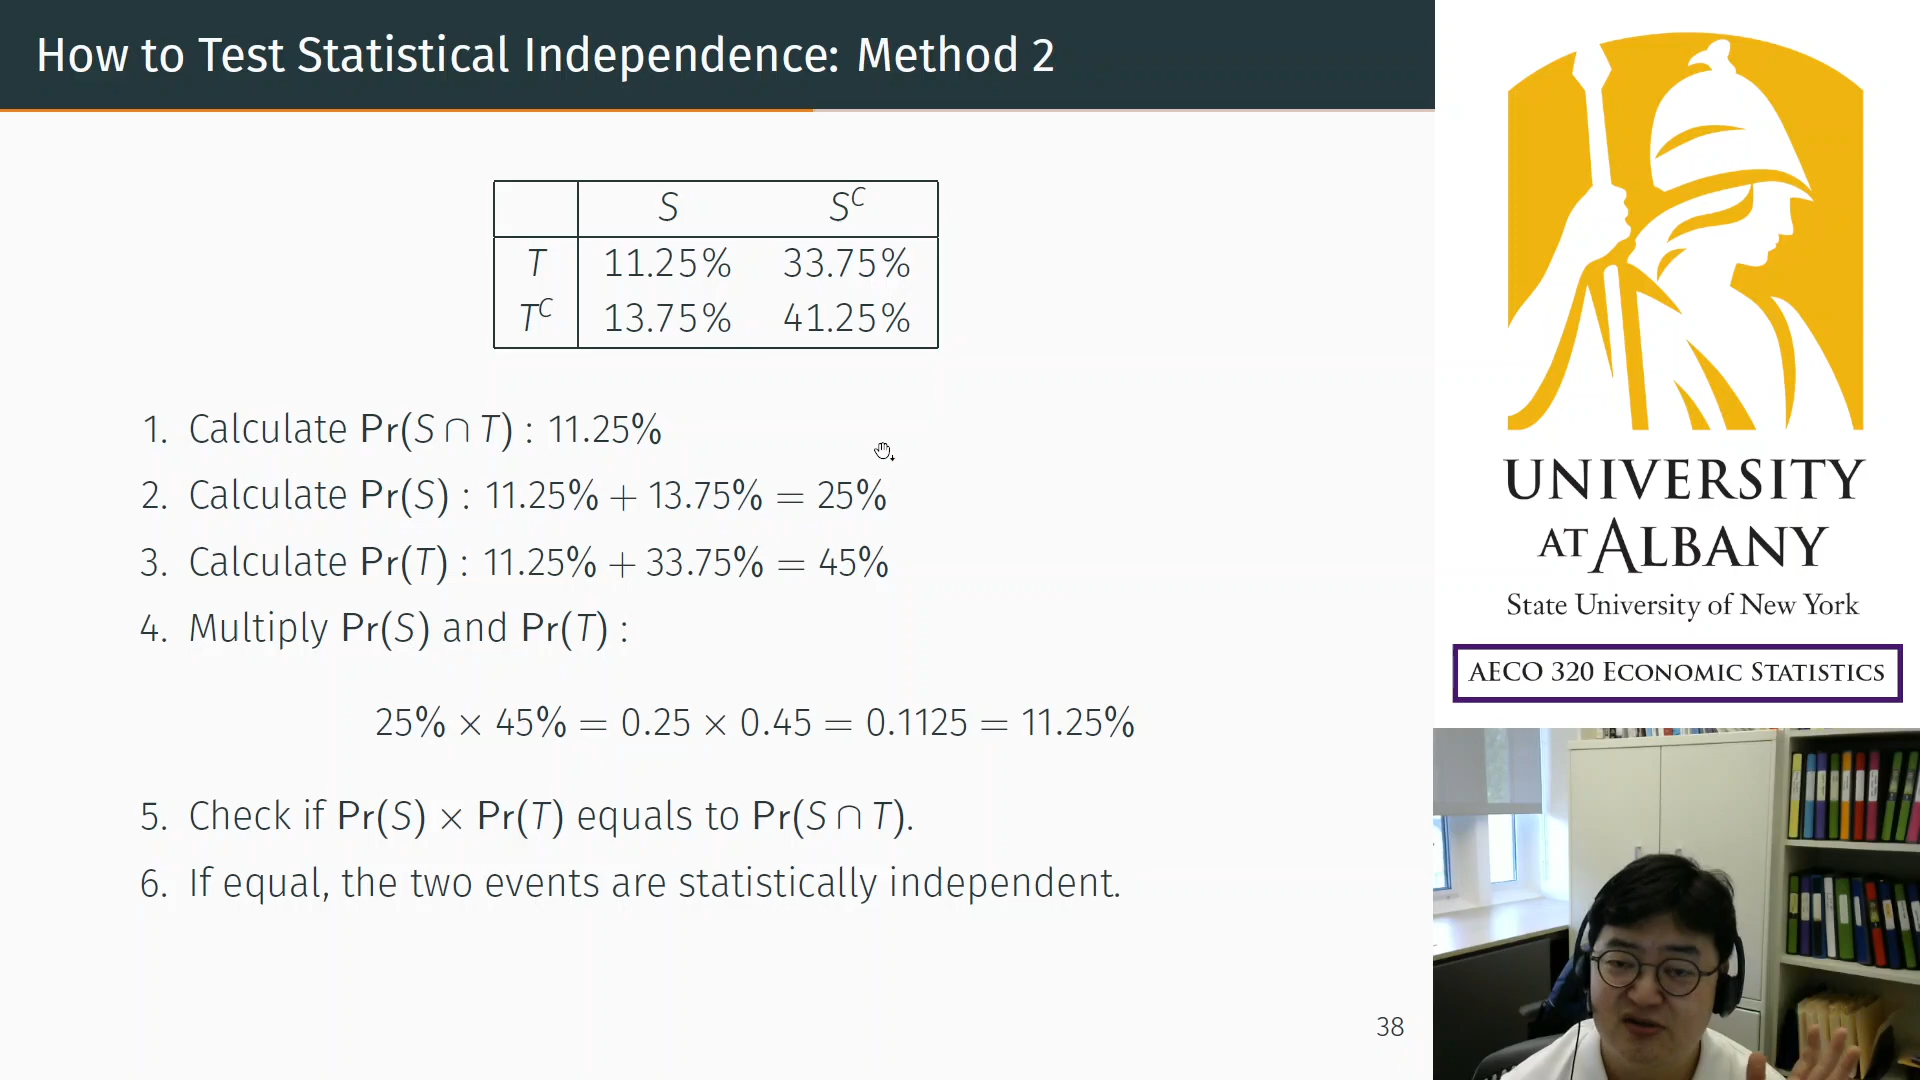 How to Test Statistical Independence: Method 2
S S^C
T 11.25% 33.75%
T^C 13.75% 41.25%
1. Calculate Pr(S ∩ T) : 11.25%
2. Calculate Pr(S) : 11.25% + 13.75% = 25%
3. Calculate Pr(T) : 11.25% + 33.75% = 45%
4. Multiply Pr(S) and Pr(T) :
25% × 45% = 0.25 × 0.45 = 0.1125 = 11.25%
5. Check if Pr(S) × Pr(T) equals to Pr(S ∩ T).
6. If equal, the two events are statistically independent.
38
UNIVERSITY
AT ALBANY
State University of New York
AECO 320 ECONOMIC STATISTICS